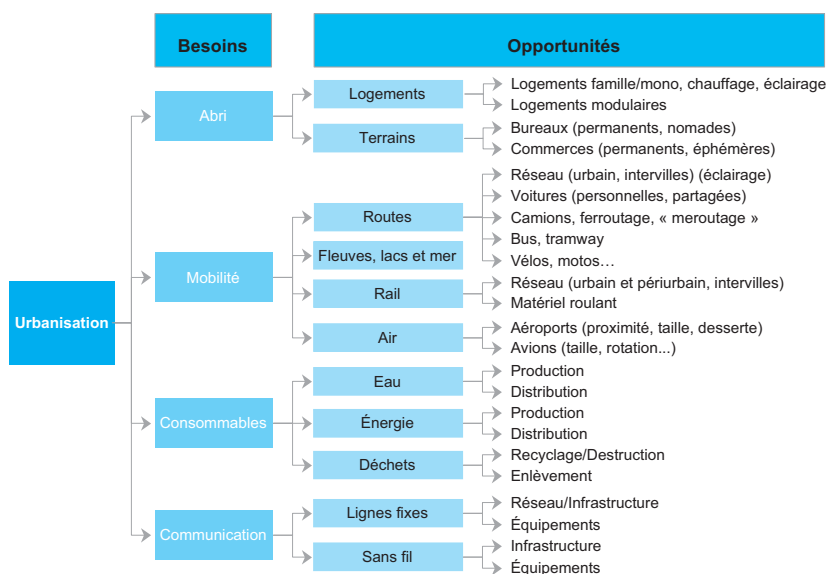 Besoins
Opportunités
Urbanisation
Abri
Logements
Logements famille/mono, chauffage, éclairage
Logements modulaires
Terrains
Bureaux (permanents, nomades)
Commerces (permanents, éphémères)
Mobilité
Routes
Réseau (urbain, intervilles) (éclairage)
Voitures (personnelles, partagées)
Camions, ferroutage, « meroutage »
Bus, tramway
Vélos, motos…
Fleuves, lacs et mer
Rail
Réseau (urbain et périurbain, intervilles)
Matériel roulant
Air
Aéroports (proximité, taille, desserte)
Avions (taille, rotation...)
Consommables
Eau
Production
Distribution
Énergie
Production
Distribution
Déchets
Recyclage/Destruction
Enlèvement
Communication
Lignes fixes
Réseau/Infrastructure
Équipements
Sans fil
Infrastructure
Équipements